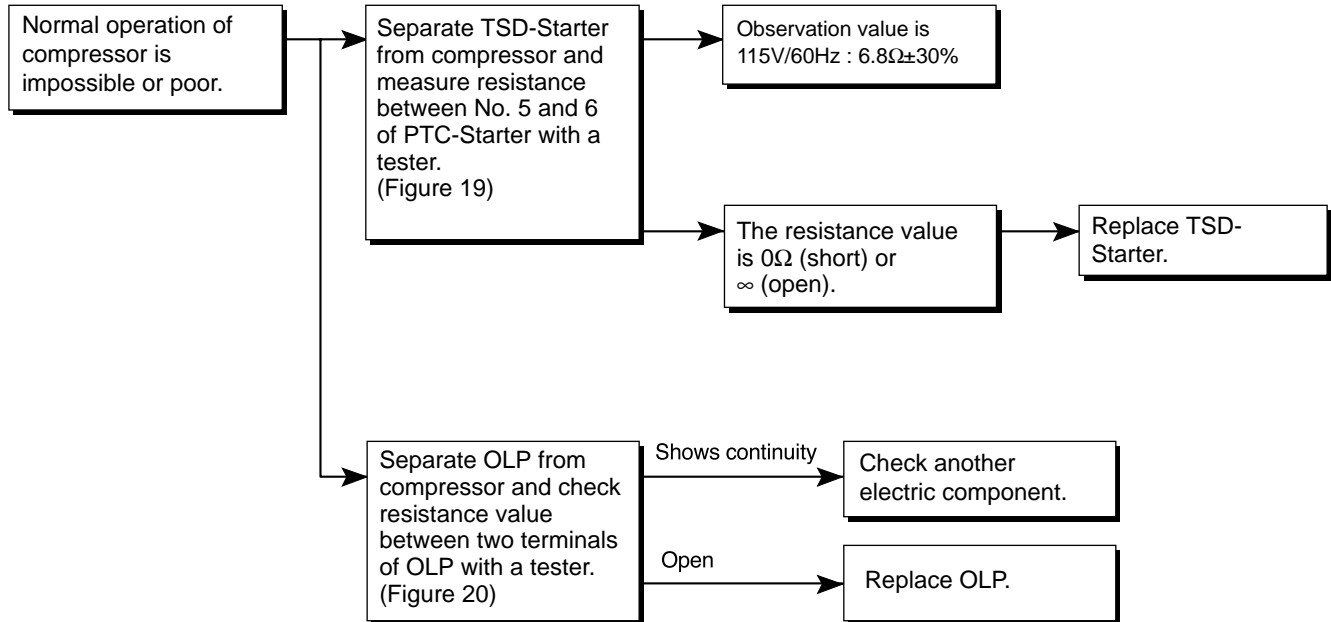 Normal operation of
compressor is
impossible or poor.
Separate TSD-Starter
from compressor and
measure resistance
between No. 5 and 6
of PTC-Starter with a
tester.
(Figure 19)
Observation value is
115V/60Hz : 6.8Ω±30%
The resistance value
is 0Ω (short) or
∞ (open).
Replace TSD-
Starter.
Separate OLP from
compressor and check
resistance value
between two terminals
of OLP with a tester.
(Figure 20)
Shows continuity
Check another
electric component.
Open
Replace OLP.